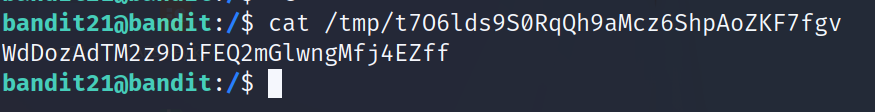 bandit21@bandit:/$ cat /tmp/t7O6lds9S0RqQh9aMcz6ShpAoZKF7fgv
WdDozAdTM2z9DiFEQ2mGlwngMfj4EZff
bandit21@bandit:/$